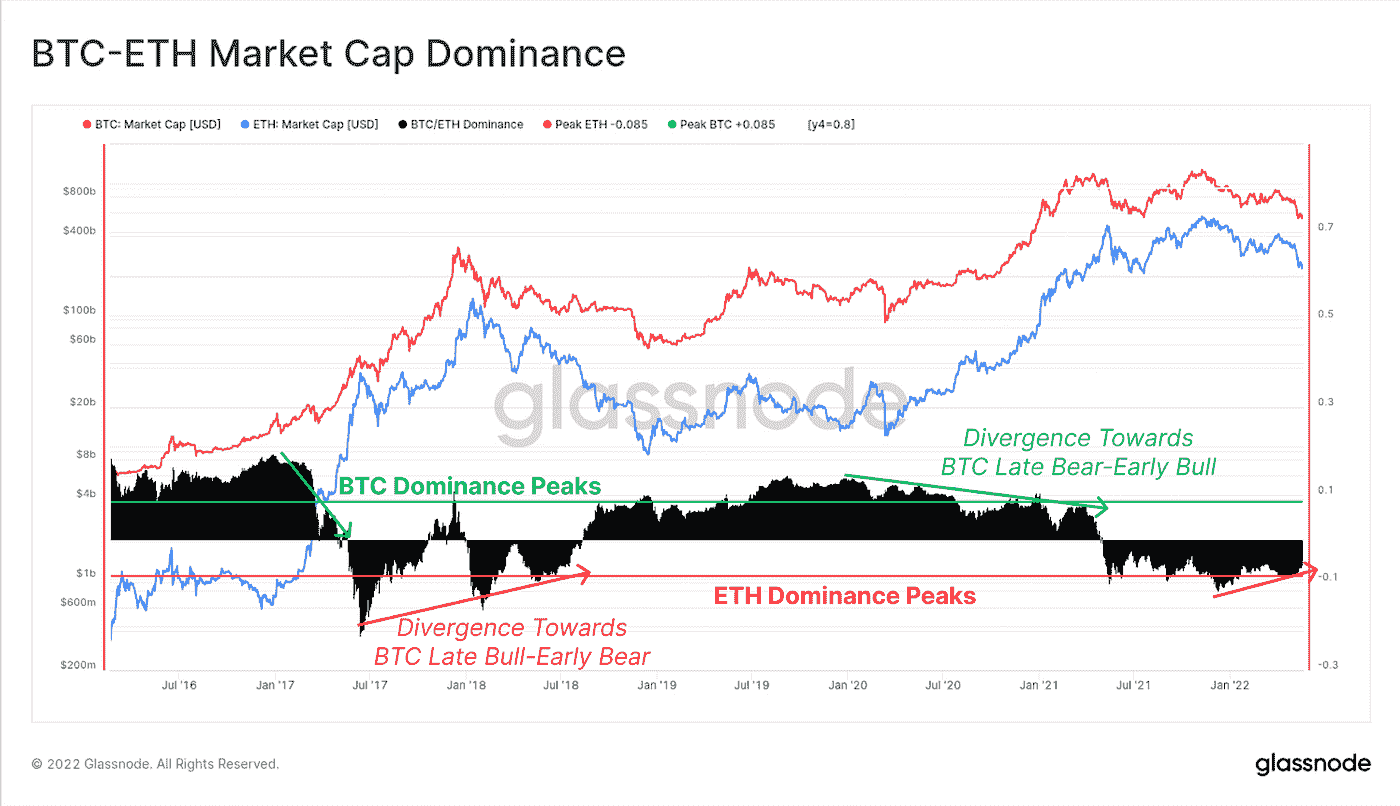 BTC-ETH Market Cap Dominance
BTC: Market Cap [USD] ETH: Market Cap [USD] BTC/ETH Dominance Peak ETH -0.085 Peak BTC +0.085 [y4=0.8]
$800b
$400b
$100b
$60b
$20b
$8b
$4b
$1b
$600m
$200m
0.7
0.5
0.3
0.1
-0.1
-0.3
glassnode
Divergence Towards
BTC Late Bear-Early Bull
BTC Dominance Peaks
ETH Dominance Peaks
Divergence Towards
BTC Late Bull-Early Bear
Jul '16 Jan '17 Jul '17 Jan '18 Jul '18 Jan '19 Jul '19 Jan '20 Jul '20 Jan '21 Jul '21 Jan '22
© 2022 Glassnode. All Rights Reserved.
glassnode